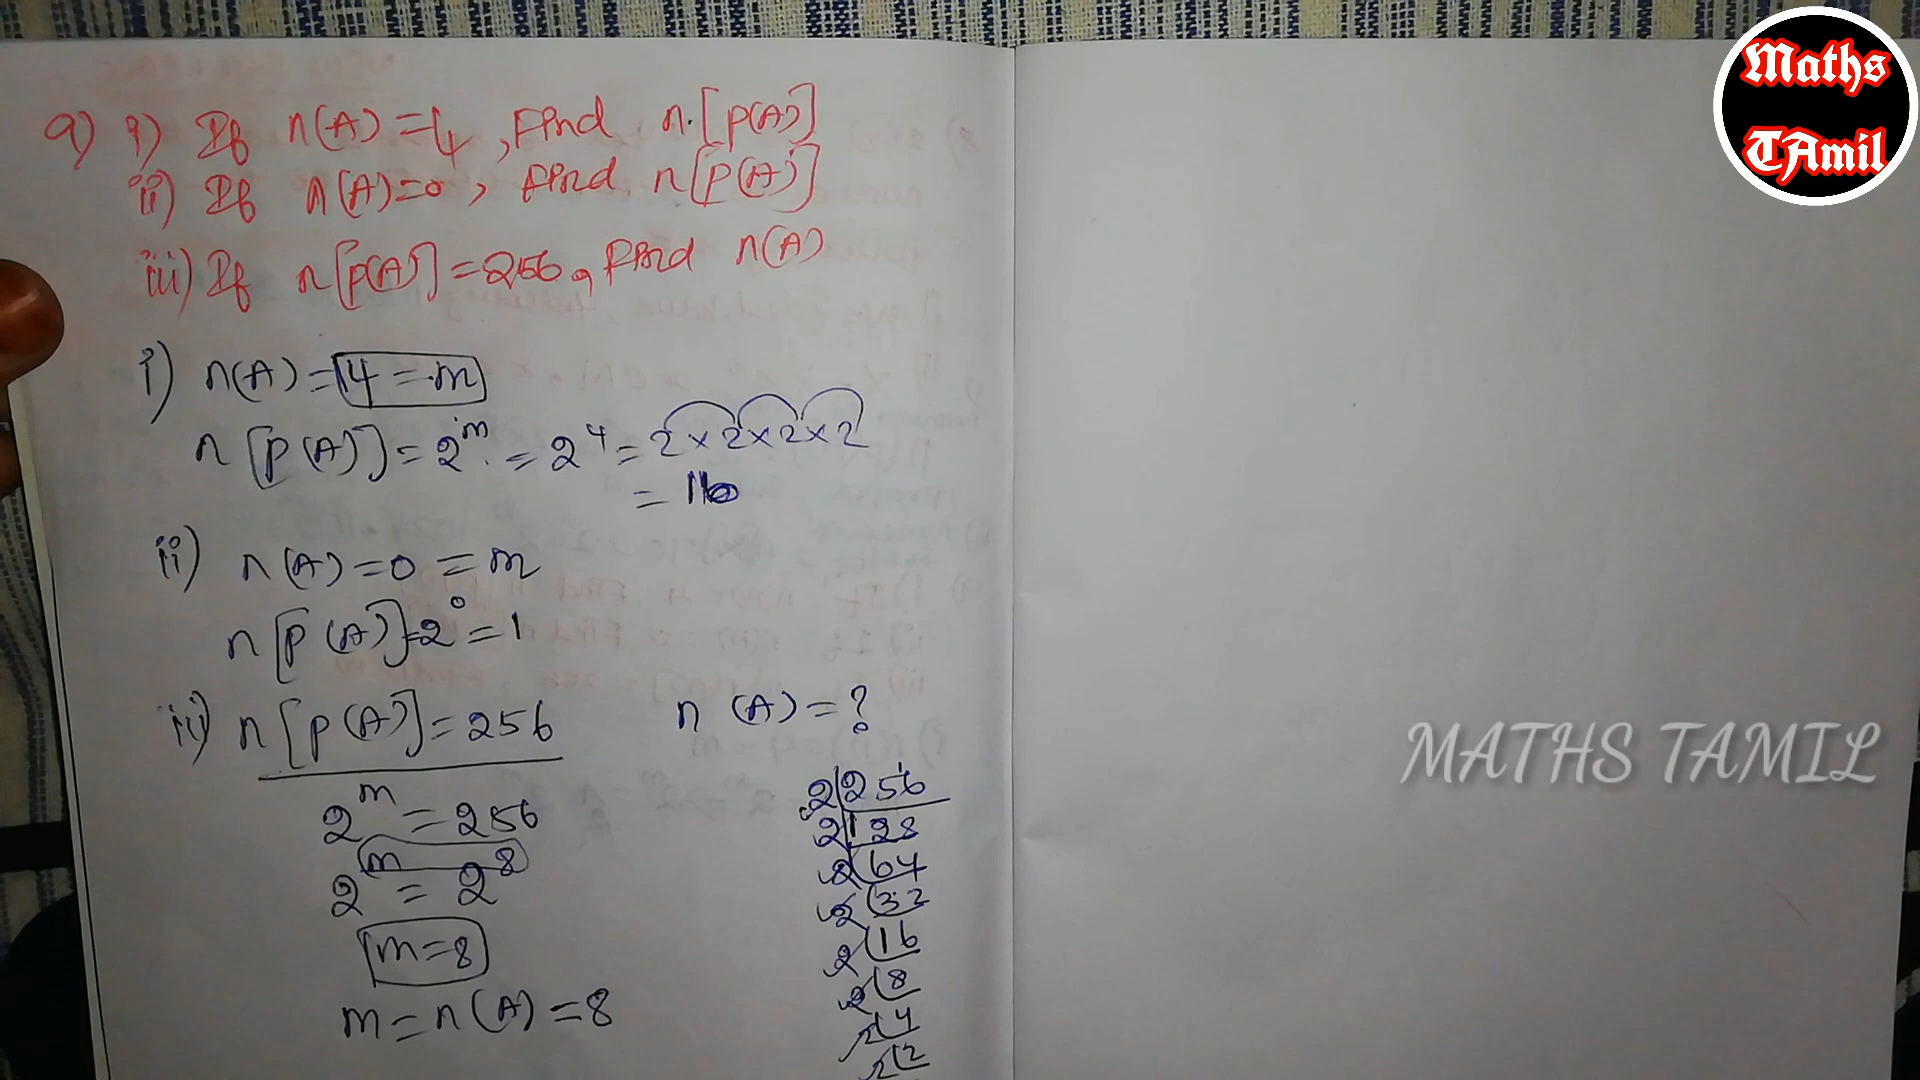 Maths
TAmil
9) i) If n(A) = 4, Find n[p(A)]
ii) If n(A) = 0, Find n[p(A)]
iii) If n[p(A)] = 256, Find n(A)
i) n(A) = 4 = m
n[p(A)] = 2^m = 2^4 = 2×2×2×2
= 16
ii) n(A) = 0 = m
n[p(A)] = 2^0 = 1
iii) n[p(A)] = 256 n(A) = ?
2^m = 256
2^m = 2^8
m = 8
m = n(A) = 8
2 256
2 128
2 64
2 32
2 16
2 8
2 4
2 2
MATHS TAMIL